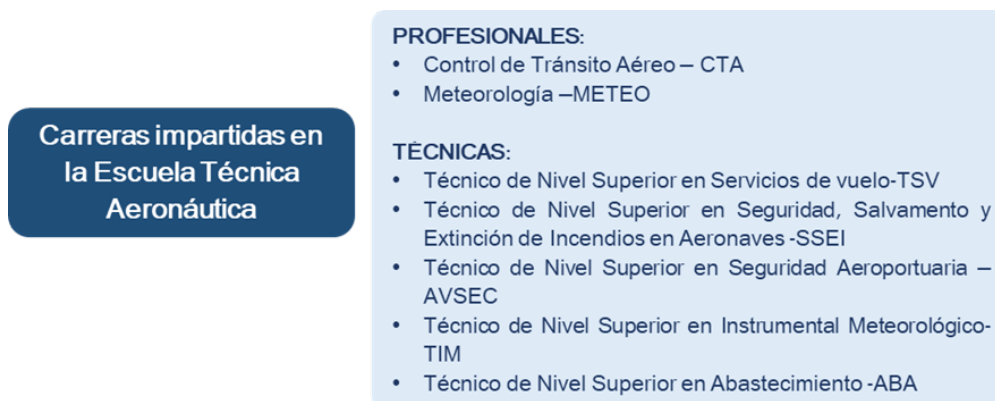 Carreras impartidas en
la Escuela Técnica
Aeronáutica
PROFESIONALES:
• Control de Tránsito Aéreo – CTA
• Meteorología –METEO
TÉCNICAS:
• Técnico de Nivel Superior en Servicios de vuelo-TSV
• Técnico de Nivel Superior en Seguridad, Salvamento y
Extinción de Incendios en Aeronaves -SSEI
• Técnico de Nivel Superior en Seguridad Aeroportuaria –
AVSEC
• Técnico de Nivel Superior en Instrumental Meteorológico-
TIM
• Técnico de Nivel Superior en Abastecimiento -ABA